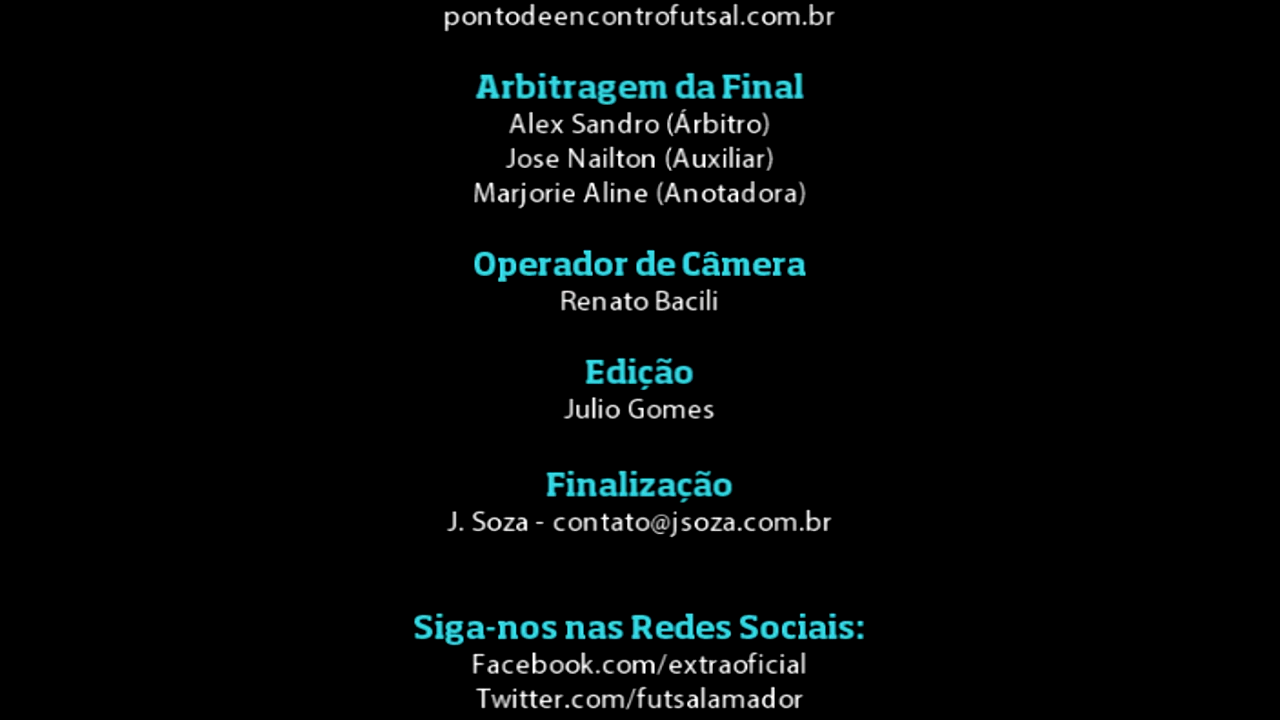 pontodeencontrofutsal.com.br
Arbitragem da Final
Alex Sandro (Árbitro)
Jose Nailton (Auxiliar)
Marjorie Aline (Anotadora)
Operador de Câmera
Renato Bacili
Edição
Julio Gomes
Finalização
J. Soza - contato@jsoza.com.br
Siga-nos nas Redes Sociais:
Facebook.com/extraoficial
Twitter.com/futsalamador